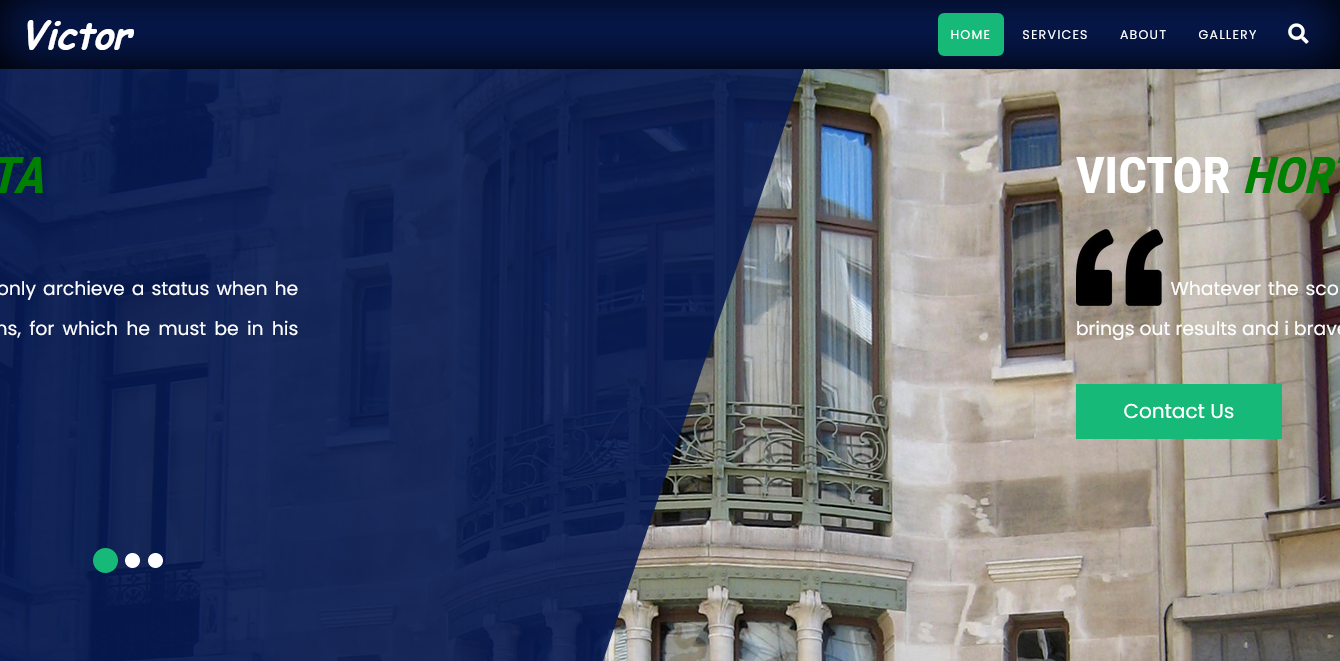 Victor
HOME SERVICES ABOUT GALLERY
TA
only archieve a status when he
ns, for which he must be in his
VICTOR HOR
Whatever the sco
brings out results and i brav
Contact Us